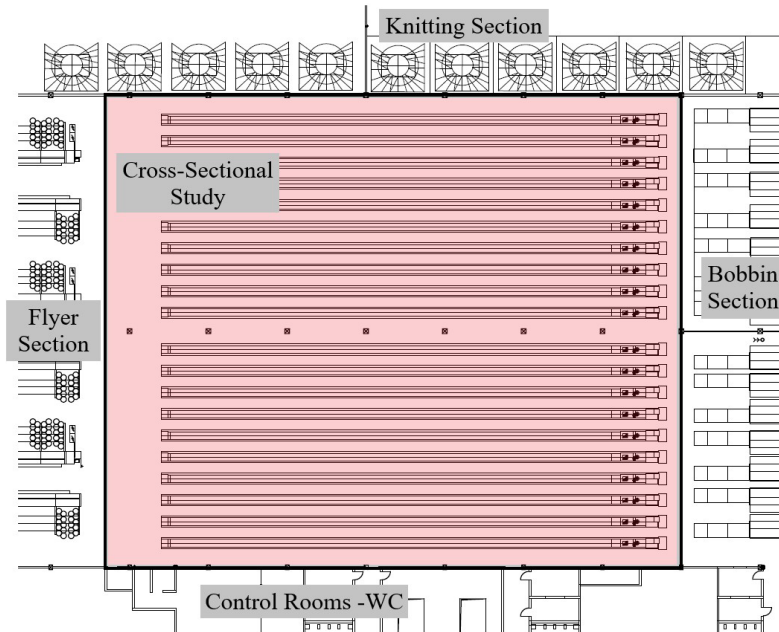 Knitting Section
Cross-Sectional
Study
Flyer
Section
Bobbin
Section
Control Rooms -WC